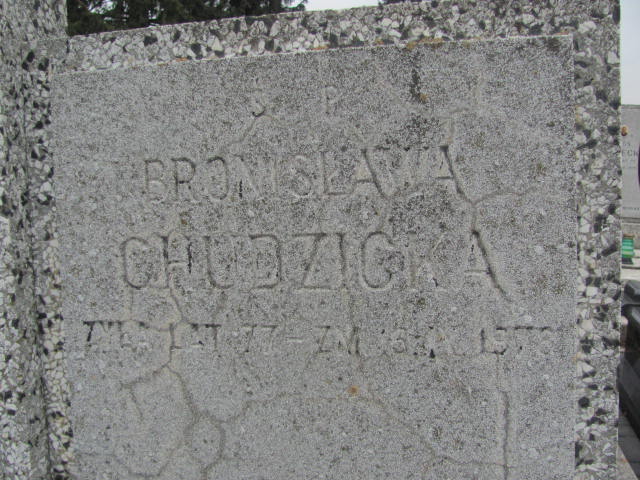 Ś P
BRONISŁAWA
CHUDZICKA
ŻYŁA LAT 77 - ZM